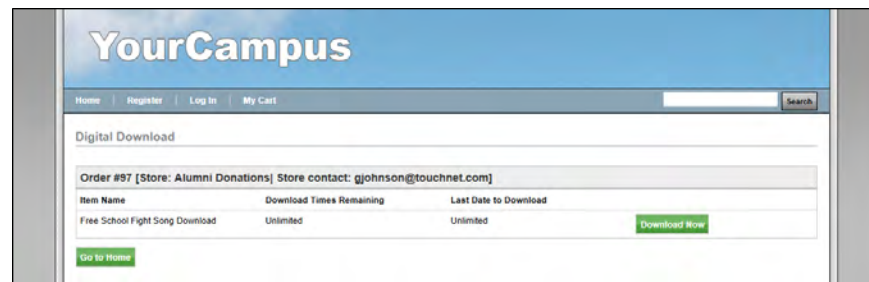 YourCampus
Home | Register | Log In | My Cart Search
Digital Download
Order #97 [Store: Alumni Donations| Store contact: gjohnson@touchnet.com]
Item Name Download Times Remaining Last Date to Download
Free School Fight Song Download Unlimited Unlimited Download Now
Go to Home